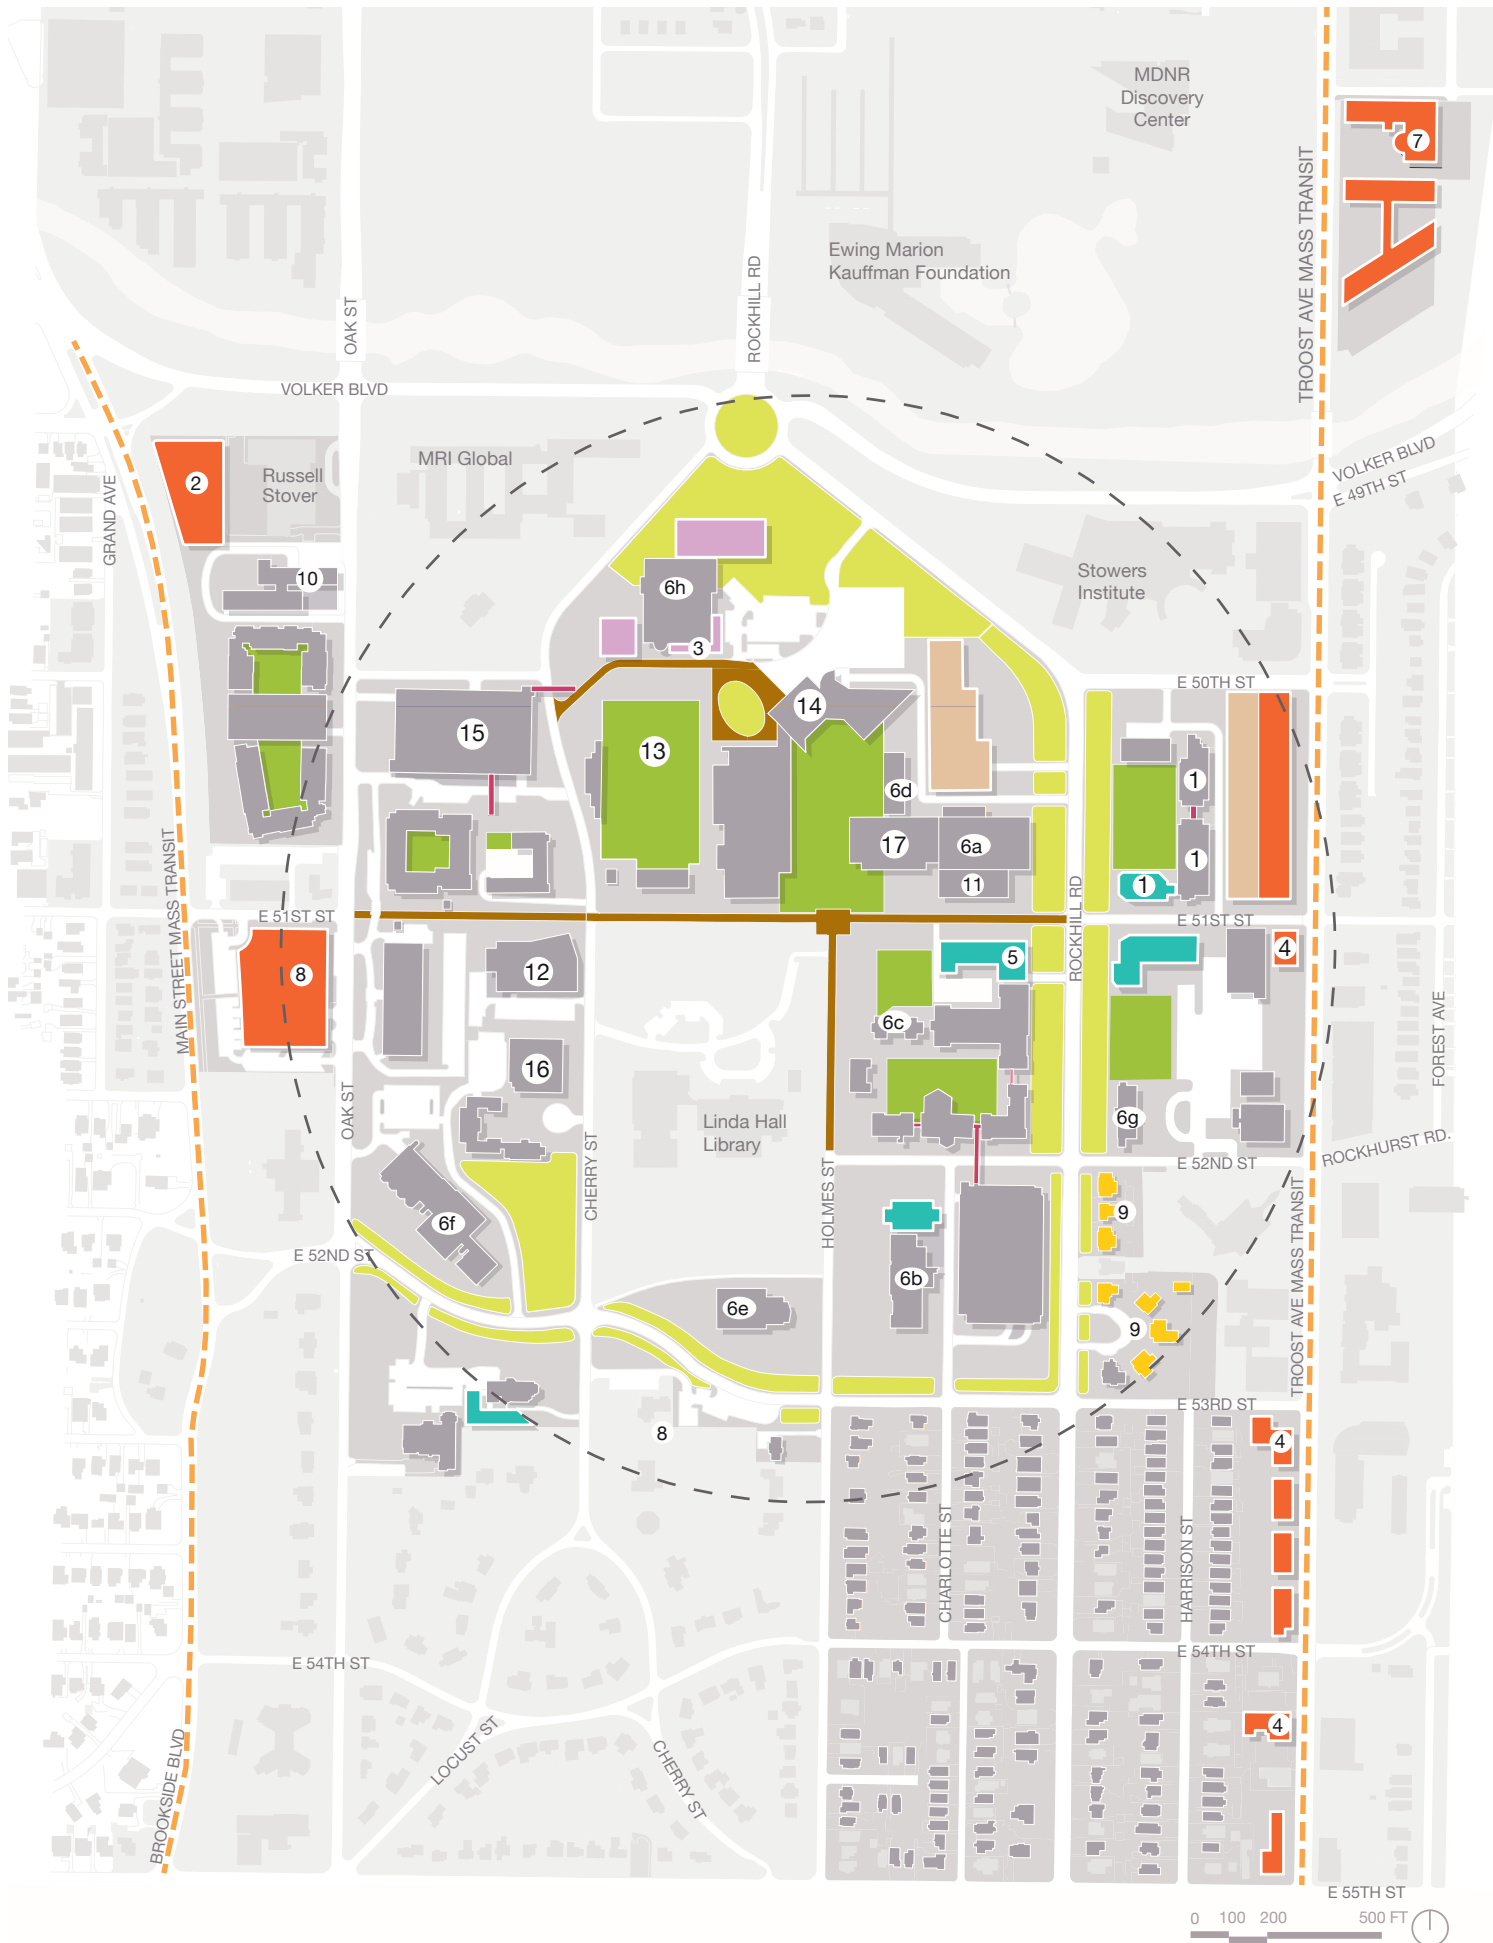 MDNR
Discovery
Center
7
TROOST AVE MASS TRANSIT
Ewing Marion
Kauffman Foundation
ROCKHILL RD
OAK ST
VOLKER BLVD
VOLKER BLVD
E 49TH ST
MRI Global
Russell
Stover
2
GRAND AVE
10
6h
Stowers
Institute
3
E 50TH ST
14
15
13
6d
1
17
6a
11
1
1
MAIN STREET MASS TRANSIT
E 51ST ST
ROCKHILL RD
E 51ST ST
8
12
5
4
6c
16
FOREST AVE
OAK ST
Linda Hall
Library
6g
CHERRY ST
HOLMES ST
E 52ND ST
ROCKHURST RD.
6f
9
E 52ND ST
6b
6e
9
TROOST AVE MASS TRANSIT
E 53RD ST
8
4
CHARLOTTE ST
HARRISON ST
E 54TH ST
E 54TH ST
4
LOCUST ST
CHERRY ST
BROOKSIDE BLVD
E 55TH ST
0 100 200 500 FT